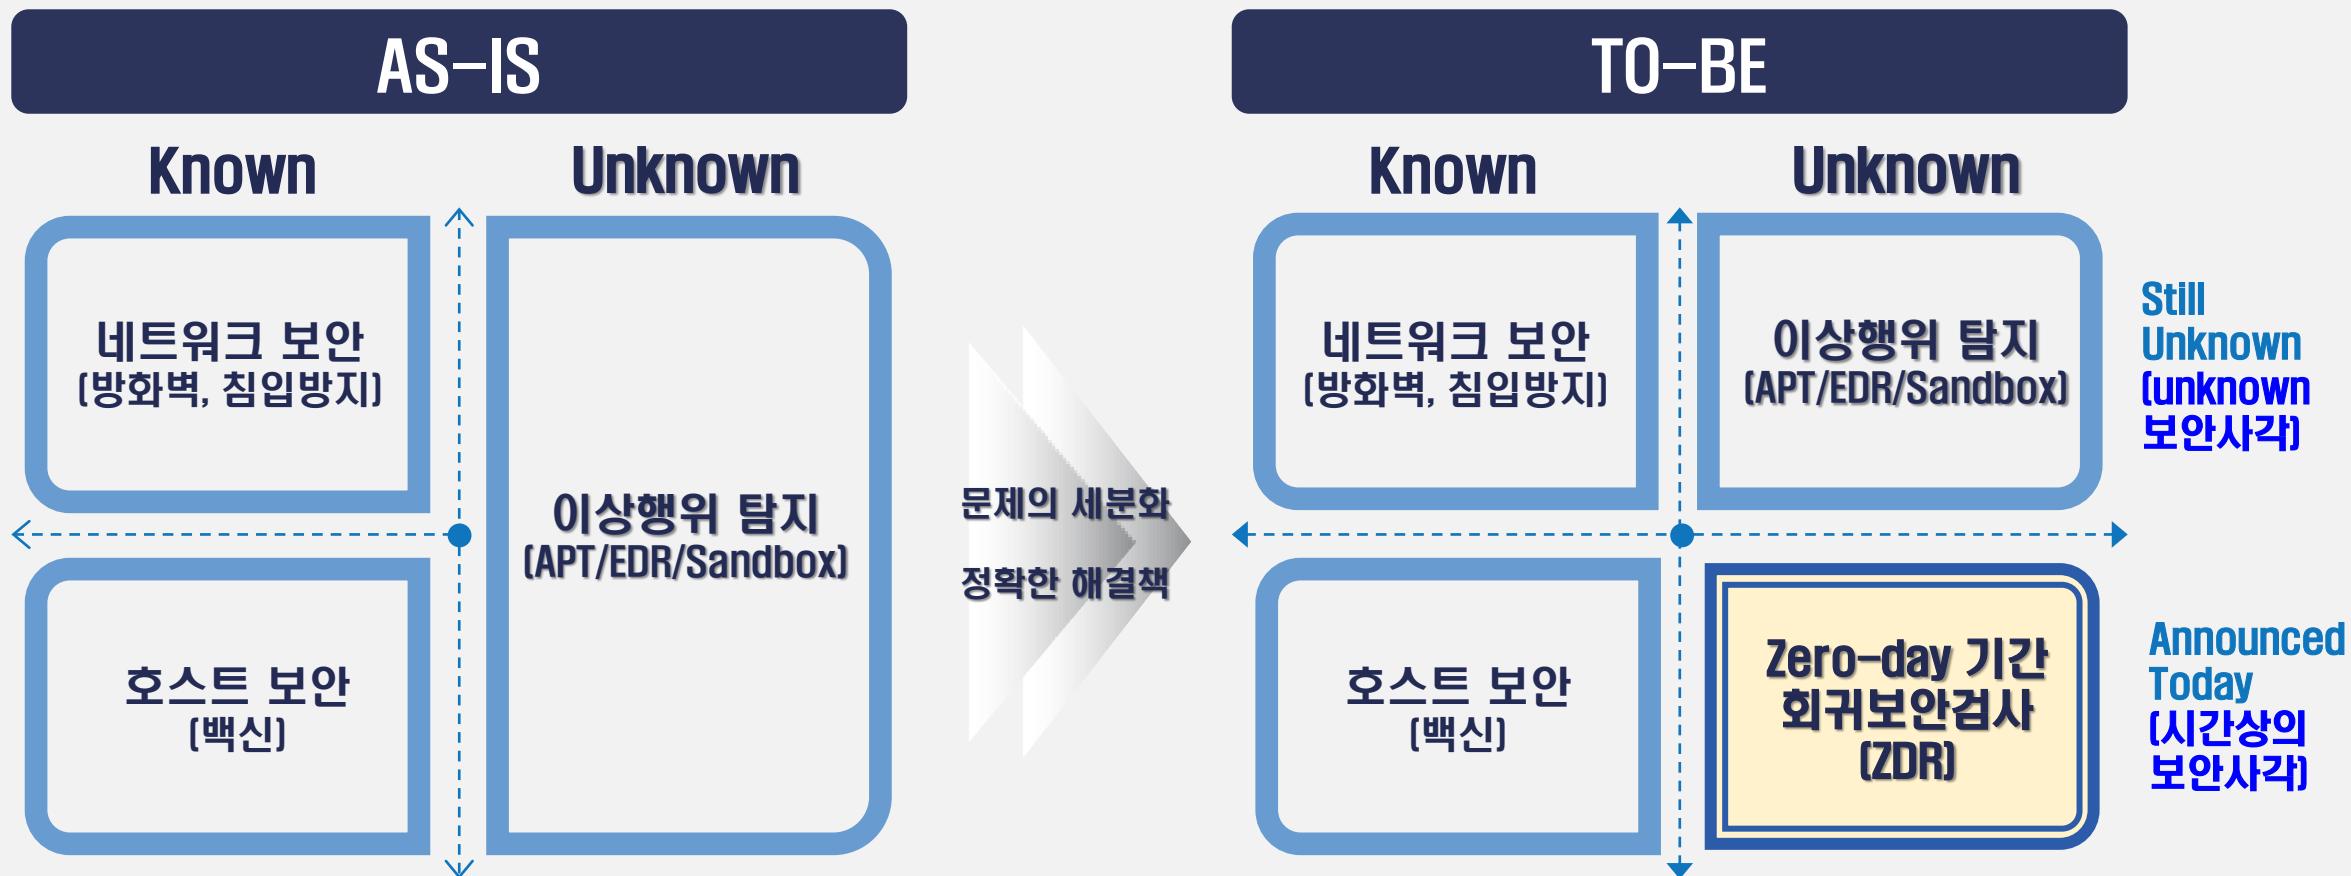 AS-IS
Known
Unknown
네트워크 보안
(방화벽, 침입방지)
호스트 보안
(백신)
이상행위 탐지
(APT/EDR/Sandbox)
문제의 세분화
정확한 해결책
TO-BE
Known
Unknown
네트워크 보안
(방화벽, 침입방지)
이상행위 탐지
(APT/EDR/Sandbox)
Still
Unknown
(unknown
보안사각)
호스트 보안
(백신)
Zero-day 기간
회귀보안검사
(ZDR)
Announced
Today
(시간상의
보안사각)